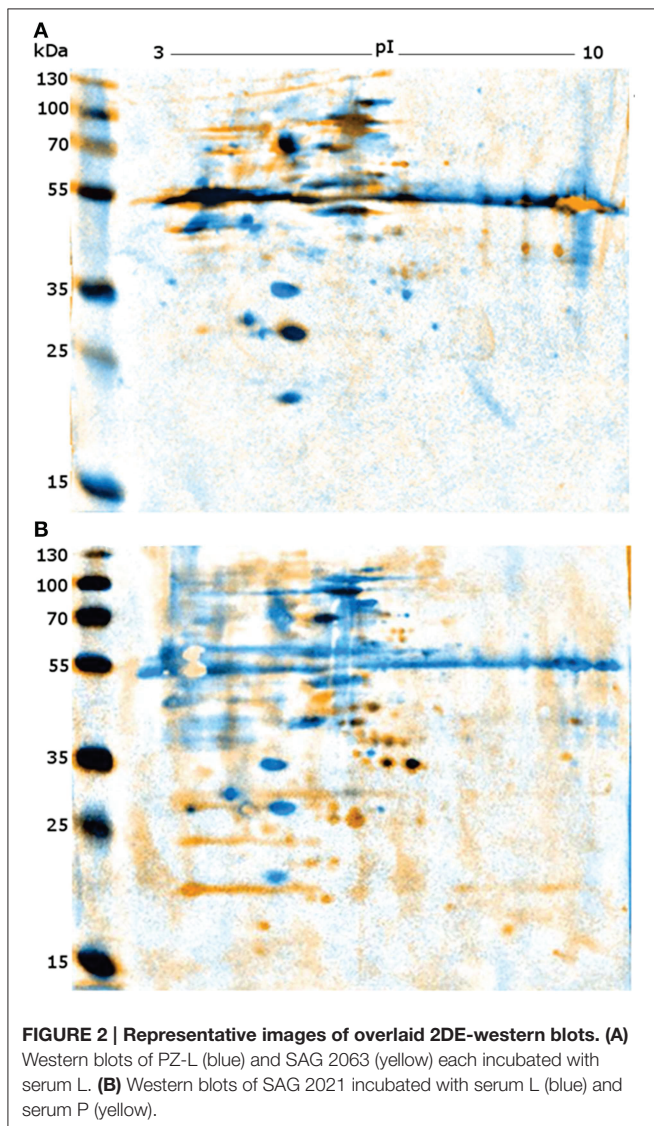 A
kDa
3 pI 10
130
100
70
55
35
25
15
B
130
100
70
55
35
25
15
FIGURE 2 | Representative images of overlaid 2DE-western blots. (A)
Western blots of PZ-L (blue) and SAG 2063 (yellow) each incubated with
serum L. (B) Western blots of SAG 2021 incubated with serum L (blue) and
serum P (yellow).